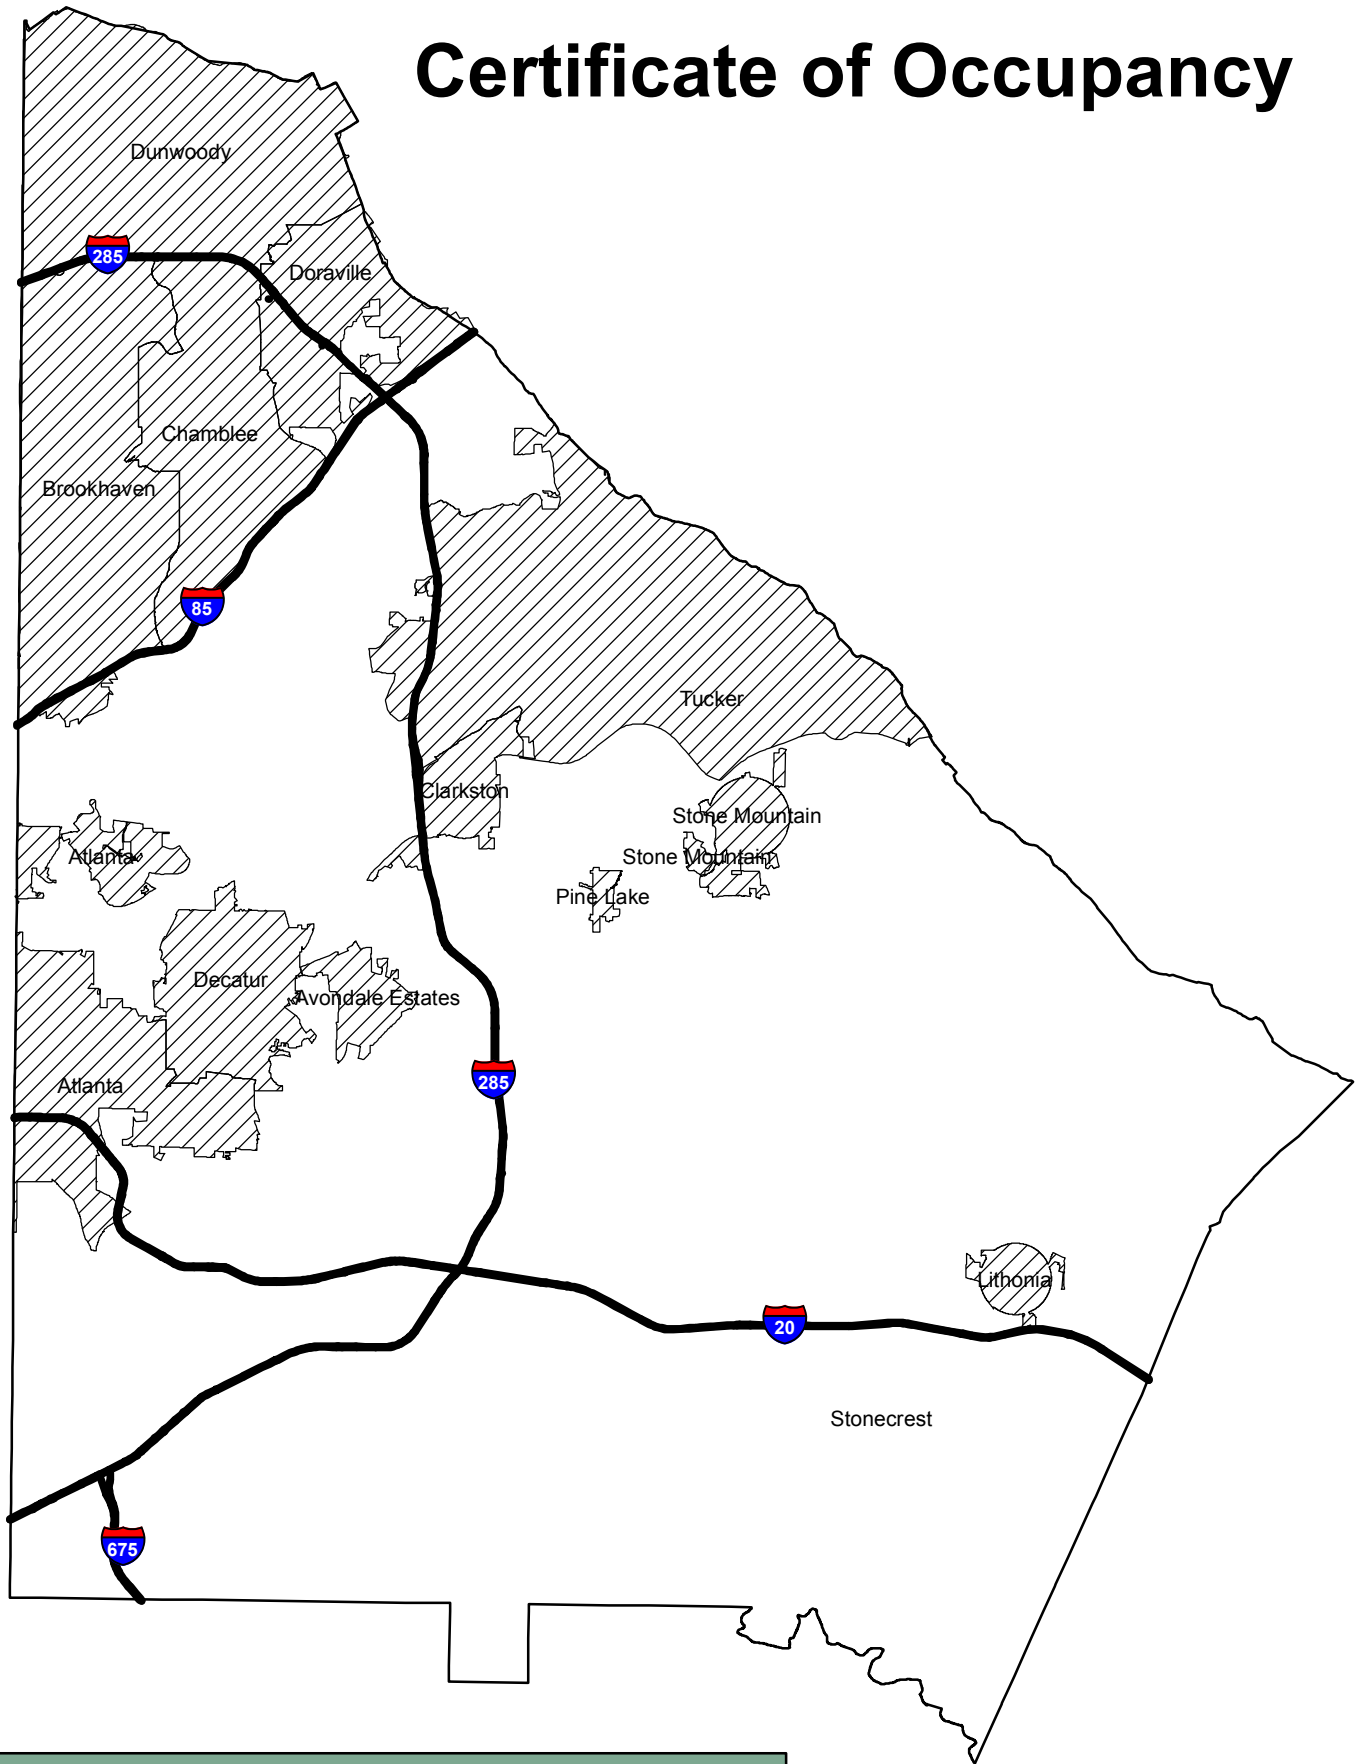 Certificate of Occupancy
Dunwoody
285
Doraville
Chamblee
Brookhaven
85
Tucker
Clarkston
Stone Mountain
Atlanta
Stone Mountain
Pine Lake
Decatur
Avondale Estates
285
Atlanta
Lithonia
20
Stonecrest
675